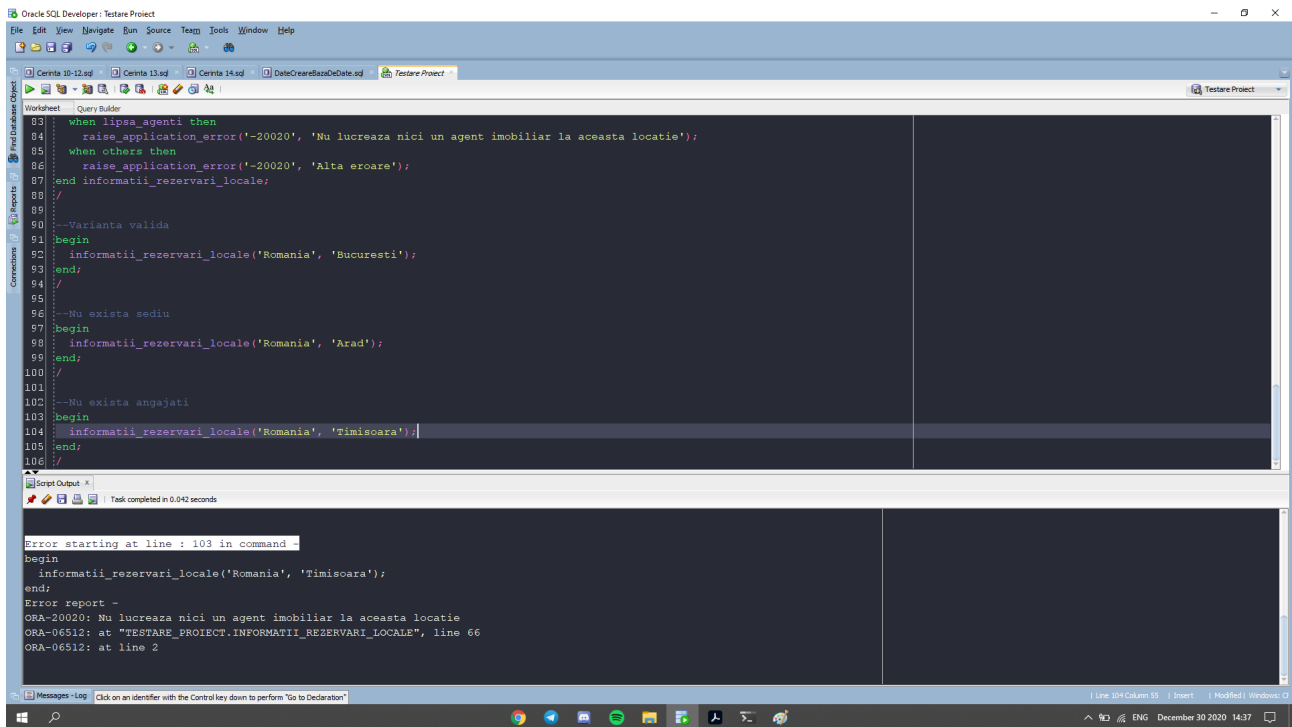 Oracle SQL Developer : Testare Proiect
File Edit View Navigate Run Source Team Tools Window Help
Cerinta 10-12.sql Cerinta 13.sql Cerinta 14.sql DateCreareBazaDeDate.sql Testare Proiect
Testare Proiect
Worksheet Query Builder
Find Database Object
Reports
Connections
83 when lipsa_agenti then
84 raise_application_error('-20020', 'Nu lucreaza nici un agent imobiliar la aceasta locatie');
85 when others then
86 raise_application_error('-20020', 'Alta eroare');
87 end informatii_rezervari_locale;
88 /
89
90 --Varianta valida
91 begin
92 informatii_rezervari_locale('Romania', 'Bucuresti');
93 end;
94 /
95
96 --Nu exista sediu
97 begin
98 informatii_rezervari_locale('Romania', 'Arad');
99 end;
100 /
101
102 --Nu exista angajati
103 begin
104 informatii_rezervari_locale('Romania', 'Timisoara');
105 end;
106 /
Script Output x
Task completed in 0.042 seconds
Error starting at line : 103 in command -
begin
informatii_rezervari_locale('Romania', 'Timisoara');
end;
Error report -
ORA-20020: Nu lucreaza nici un agent imobiliar la aceasta locatie
ORA-06512: at "TESTARE_PROIECT.INFORMATII_REZERVARI_LOCALE", line 66
ORA-06512: at line 2
Messages - Log Click on an identifier with the Control key down to perform "Go to Declaration"
| Line 104 Column 55 | Insert | Modified | Windows: Cl
ENG December 30 2020 14:37